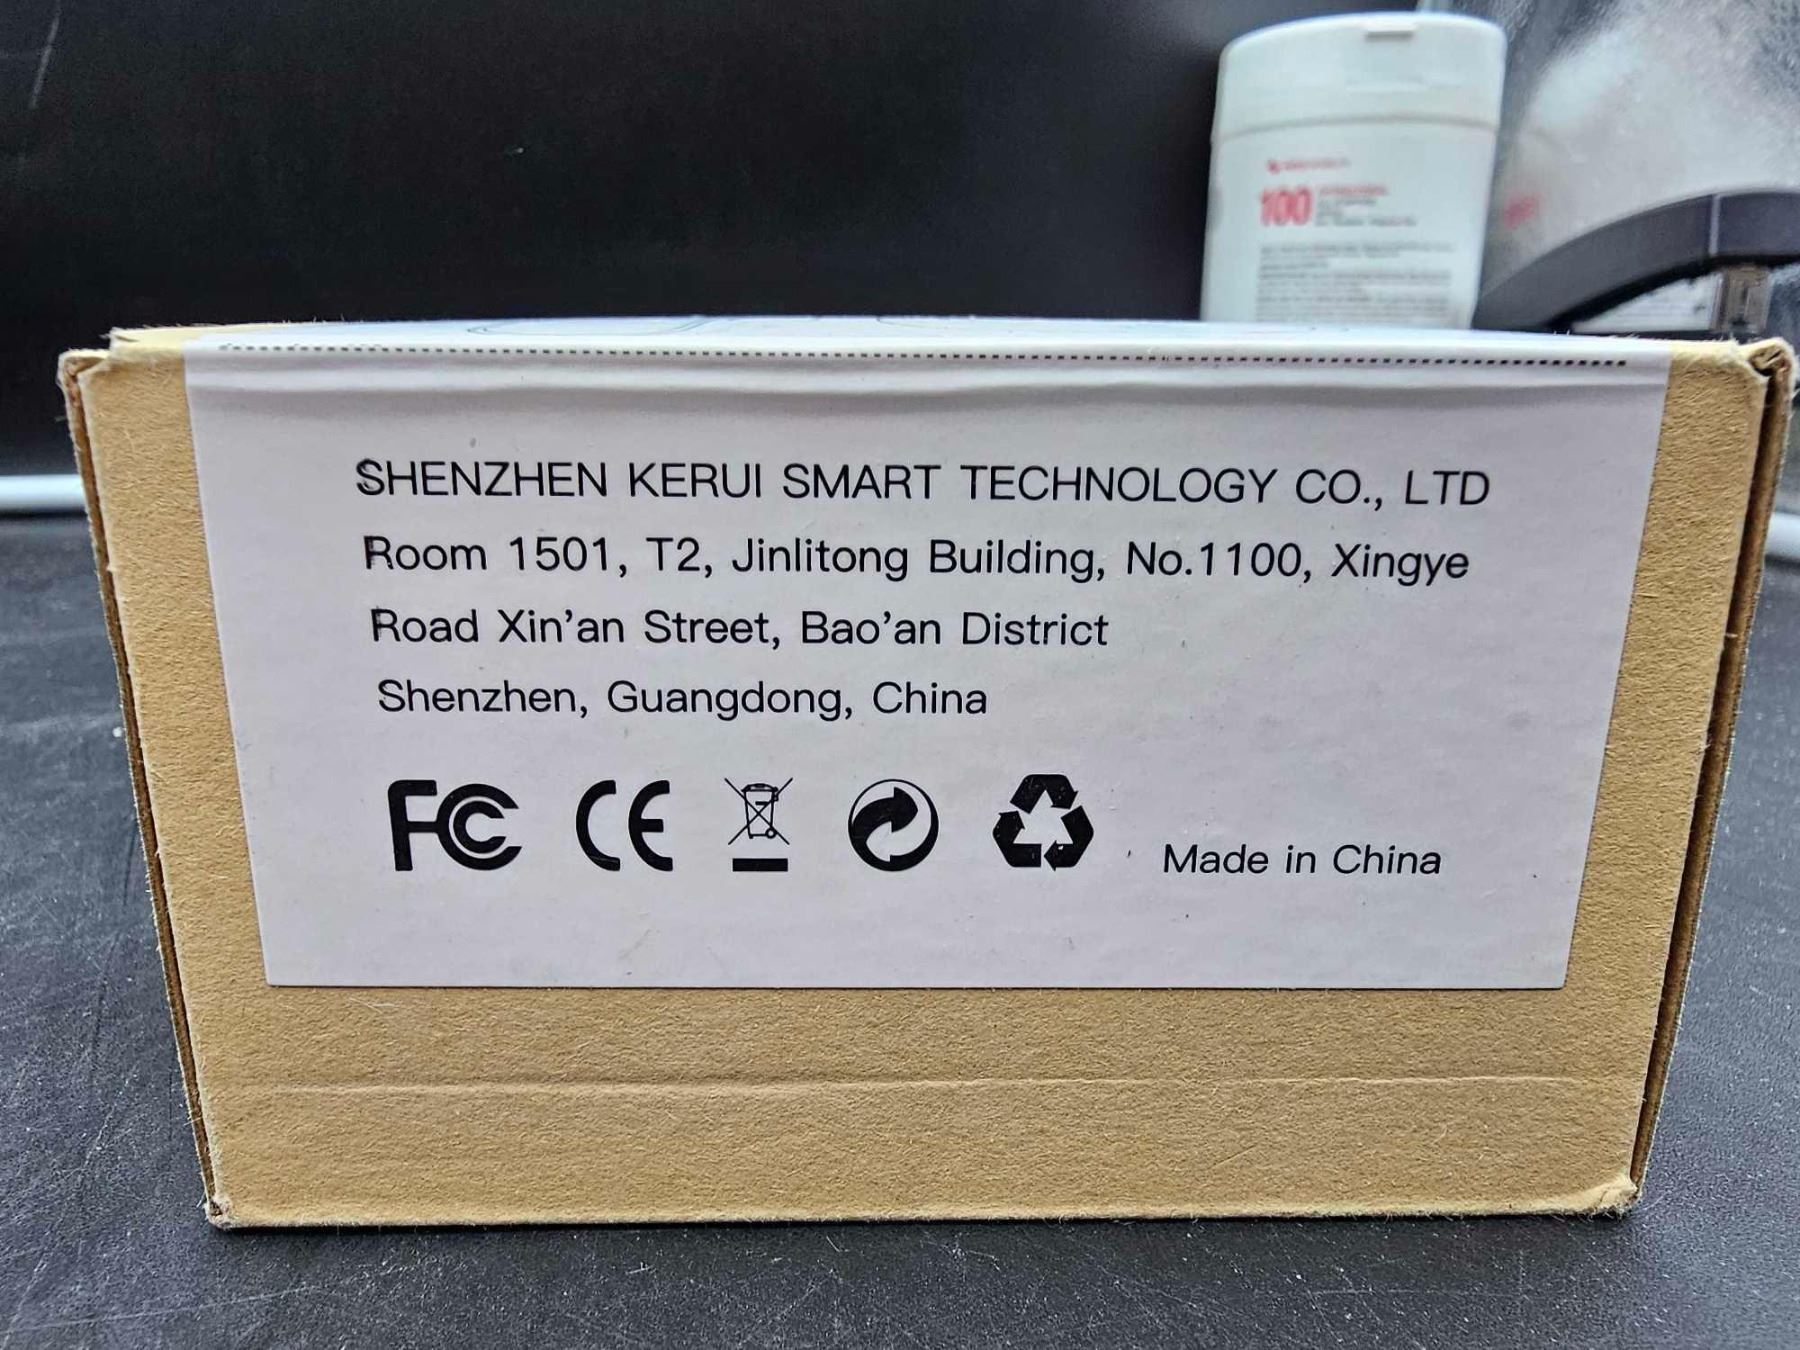 SHENZHEN KERUI SMART TECHNOLOGY CO., LTD
Room 1501, T2, Jinlitong Building, No.1100, Xingye
Road Xin’an Street, Bao’an District
Shenzhen, Guangdong, China
FC CE
Made in China
100